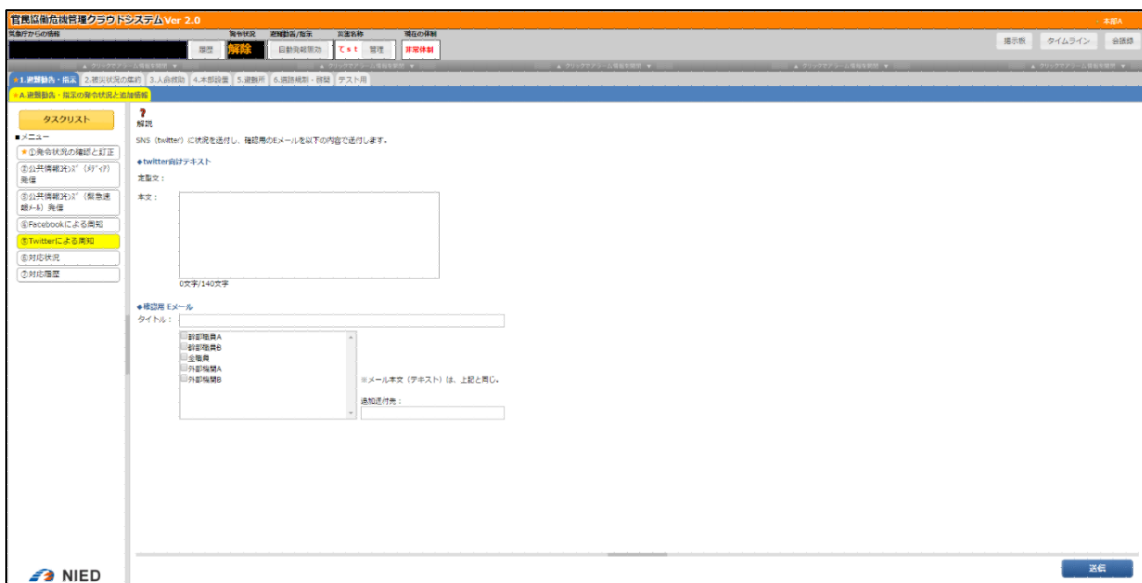 官民協働危機管理クラウドシステム Ver 2.0
本部A
気象庁からの情報
発令状況
避難勧告/指示
災害名称
現在の体制
履歴
解除
自動発報無効
Tst
管理
非常体制
掲示板
タイムライン
会議録
★1.避難勧告・指示
2.被災状況の集約
3.人命救助
4.本部設置
5.避難所
6.道路規制・啓開
テスト用
★A.避難勧告・指示の発令状況と追加情報
タスクリスト
■メニュー
★①発令状況の確認と訂正
②公共情報ｺﾓﾝｽﾞ（ﾒﾃﾞｨｱ）
発信
③公共情報ｺﾓﾝｽﾞ（緊急速
報ﾒｰﾙ）発信
④Facebookによる周知
⑤Twitterによる周知
⑥対応状況
⑦対応履歴
?
解説
SNS（twitter）に状況を送付し、確認用のEメールを以下の内容で送付します。
◆twitter向けテキスト
定型文：
本文：
0文字/140文字
◆確認用 Eメール
タイトル：
幹部職員A
幹部職員B
全職員
外部機関A
外部機関B
※メール本文（テキスト）は、上記と同じ。
追加送付先：
送信
NIED